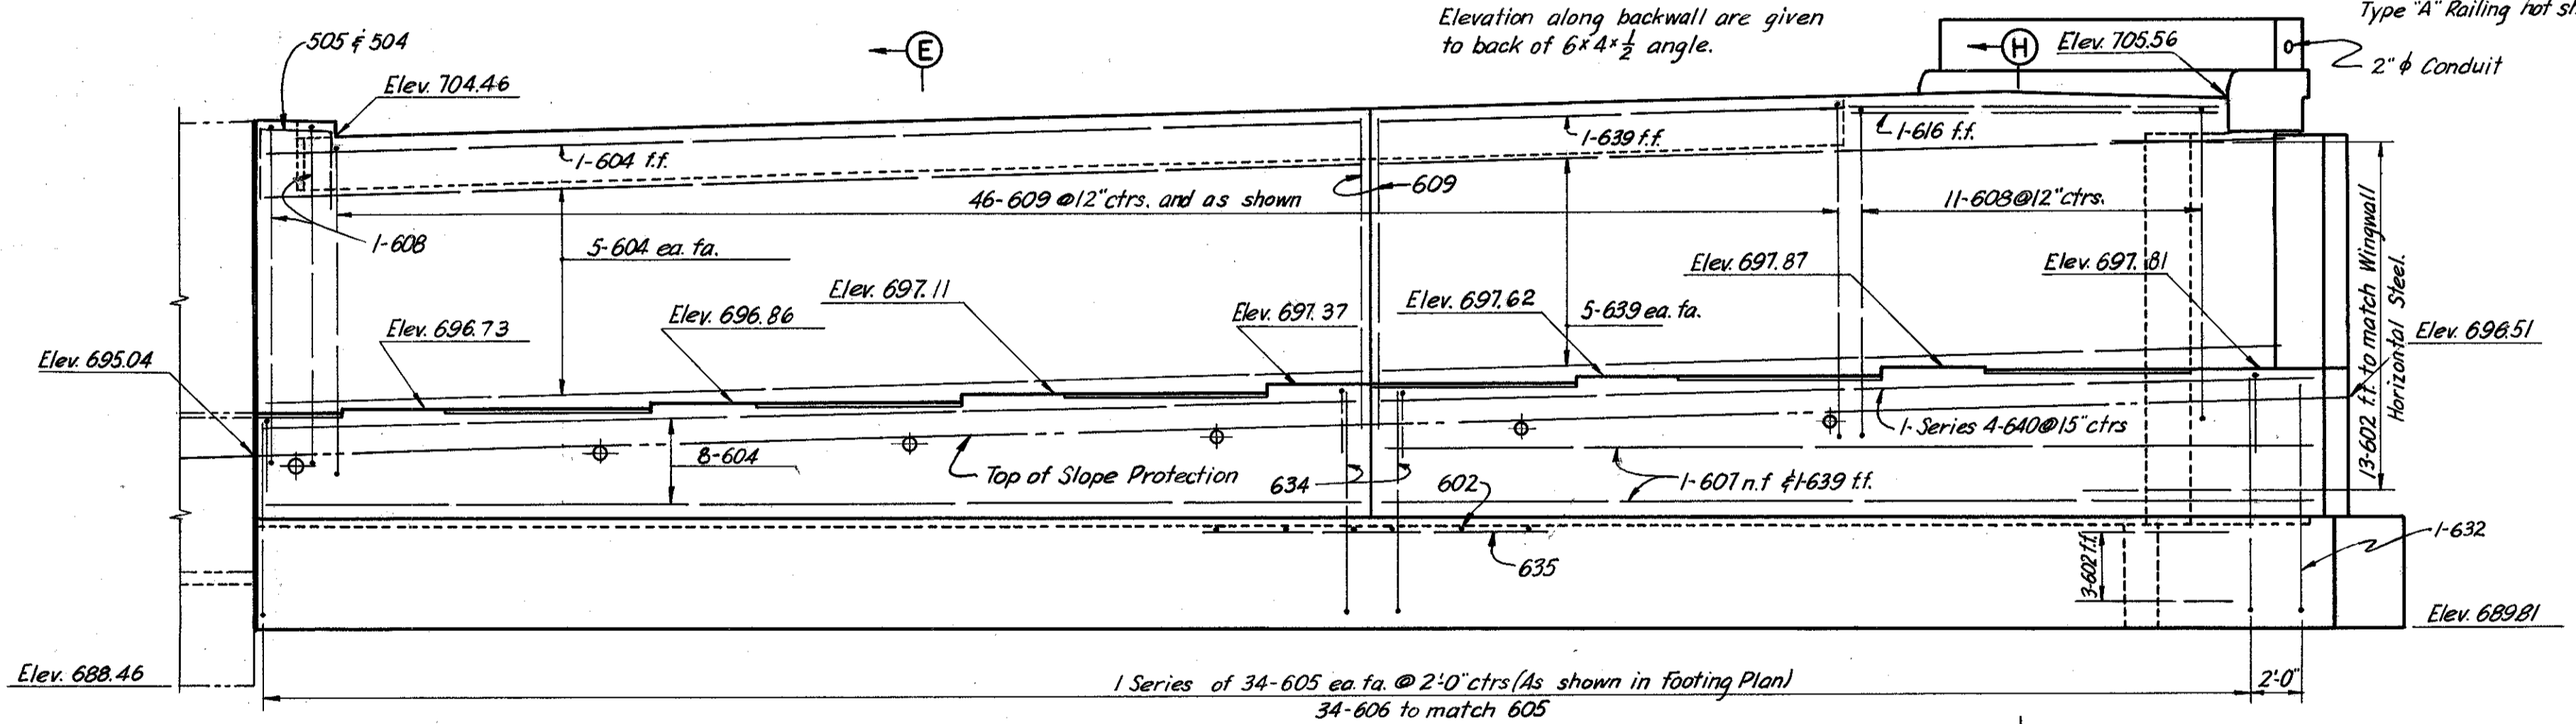 Elevation along backwall are given
to back of 6x4x½ angle.
Type "A" Railing not
505 & 504
E
H
Elev. 705.56
2" ϕ Conduit
Elev. 704.46
1-604 f.f.
1-639 f.f.
1-616 f.f.
609
46-609 @12"ctrs. and as shown
11-608@12"ctrs.
1-608
5-604 ea. fa.
13-602 f.f. to match Wingwall
Horizontal Steel.
Elev. 697.87
Elev. 697.81
Elev. 697.11
Elev. 697.62
Elev. 697.37
Elev. 696.86
Elev. 696.73
5-639 ea. fa.
Elev. 696.51
Elev. 695.04
1-Series 4-640@15"ctrs
8-604
Top of Slope Protection
634
602
1-607 n.f & 1-639 f.f.
635
3-602 f.f.
1-632
Elev. 689.81
Elev. 688.46
1 Series of 34-605 ea. fa. @ 2'-0"ctrs (As shown in Footing Plan)
2'-0"
34-606 to match 605